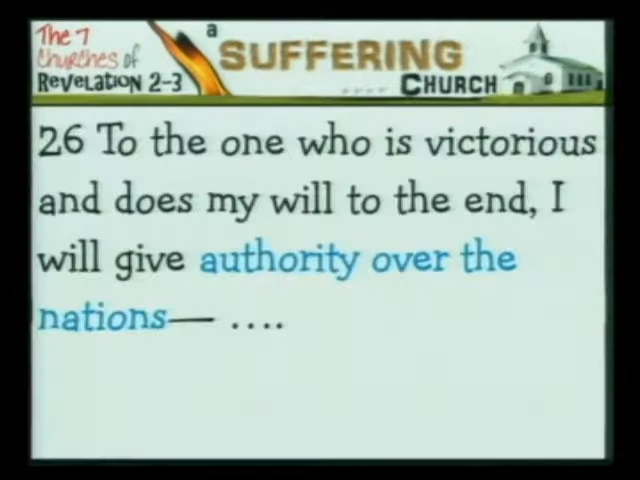 The 7
Churches of
Revelation 2-3
a
SUFFERING
.... CHURCH
26 To the one who is victorious
and does my will to the end, I
will give authority over the
nations— ....